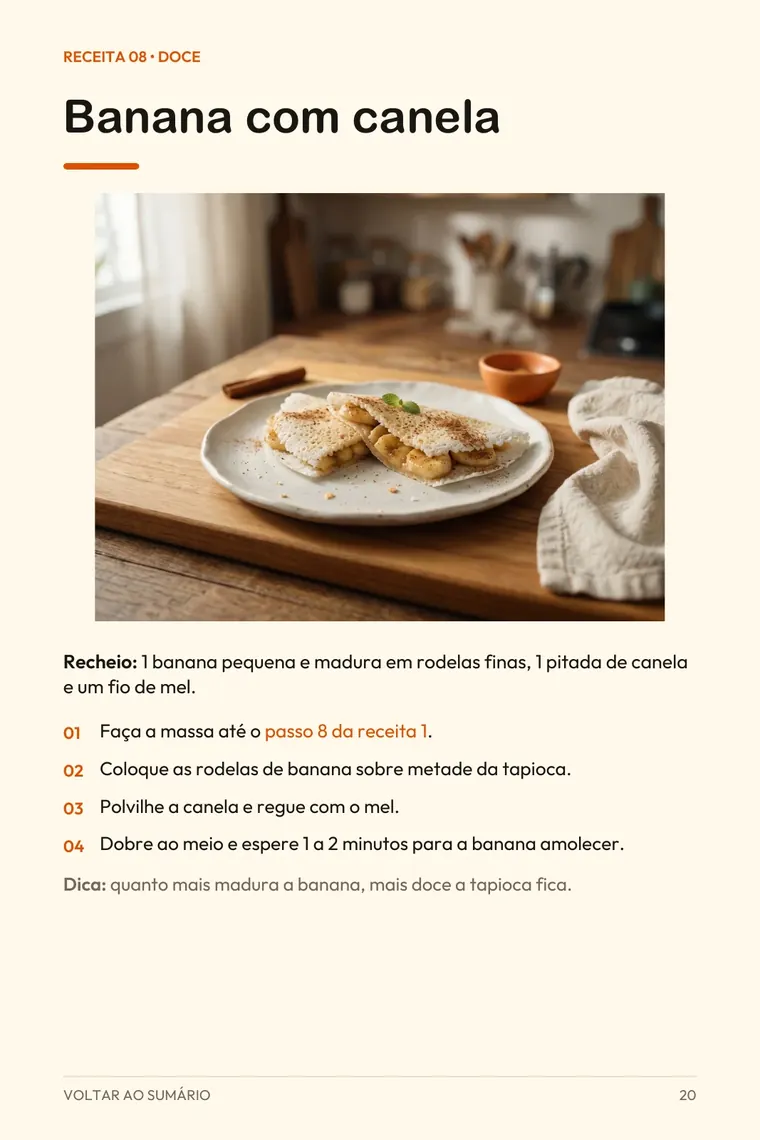 RECEITA 08 • DOCE
Banana com canela
Recheio: 1 banana pequena e madura em rodelas finas, 1 pitada de canela
e um fio de mel.
01 Faça a massa até o passo 8 da receita 1.
02 Coloque as rodelas de banana sobre metade da tapioca.
03 Polvilhe a canela e regue com o mel.
04 Dobre ao meio e espere 1 a 2 minutos para a banana amolecer.
Dica: quanto mais madura a banana, mais doce a tapioca fica.
VOLTAR AO SUMÁRIO 20